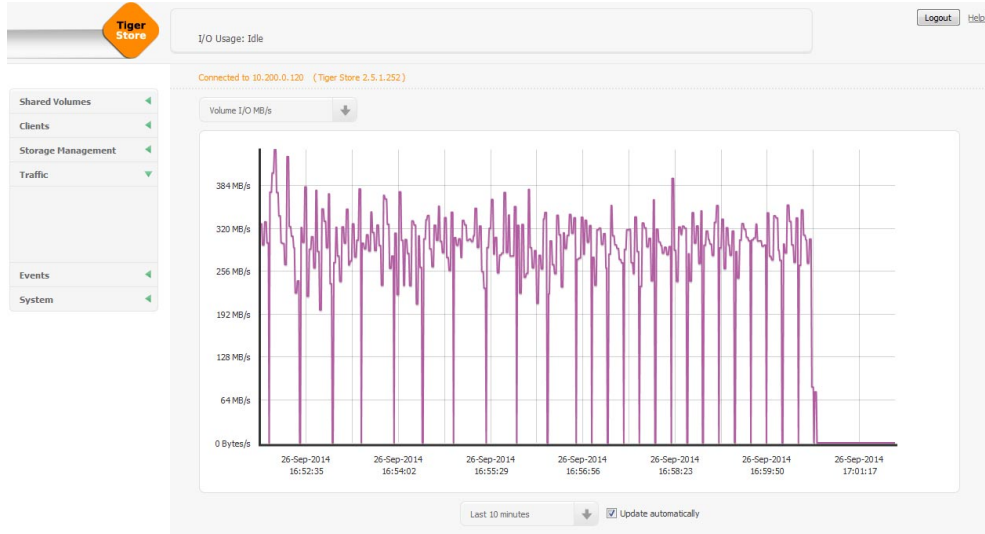 Tiger
Store
I/O Usage: Idle
Logout
Help
Connected to 10.200.0.120 (Tiger Store 2.5.1.252)
Shared Volumes
Clients
Storage Management
Traffic
Events
System
Volume I/O MB/s
384 MB/s
320 MB/s
256 MB/s
192 MB/s
128 MB/s
64 MB/s
0 Bytes/s
26-Sep-2014
16:52:35
26-Sep-2014
16:54:02
26-Sep-2014
16:55:29
26-Sep-2014
16:56:56
26-Sep-2014
16:58:23
26-Sep-2014
16:59:50
26-Sep-2014
17:01:17
Last 10 minutes
Update automatically